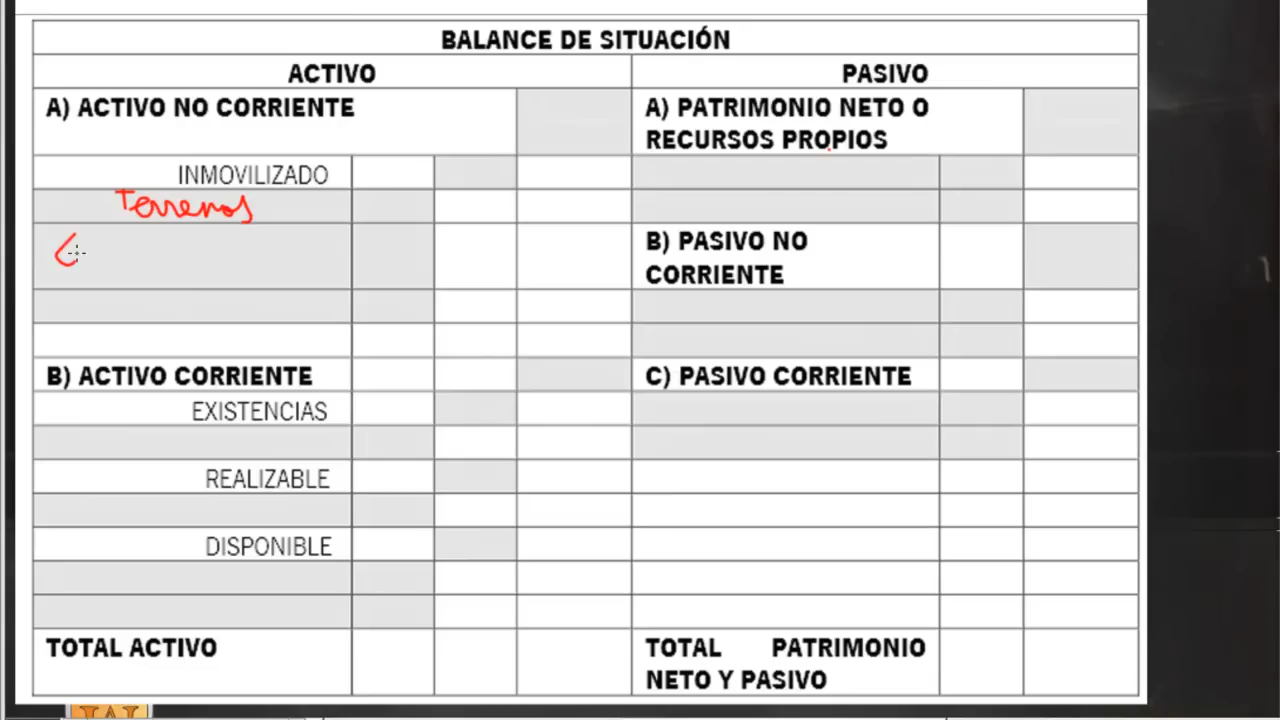 BALANCE DE SITUACIÓN
ACTIVO
PASIVO
A) ACTIVO NO CORRIENTE
A) PATRIMONIO NETO O
RECURSOS PROPIOS
INMOVILIZADO
Terrenos
B) PASIVO NO
CORRIENTE
B) ACTIVO CORRIENTE
C) PASIVO CORRIENTE
EXISTENCIAS
REALIZABLE
DISPONIBLE
TOTAL ACTIVO
TOTAL PATRIMONIO
NETO Y PASIVO